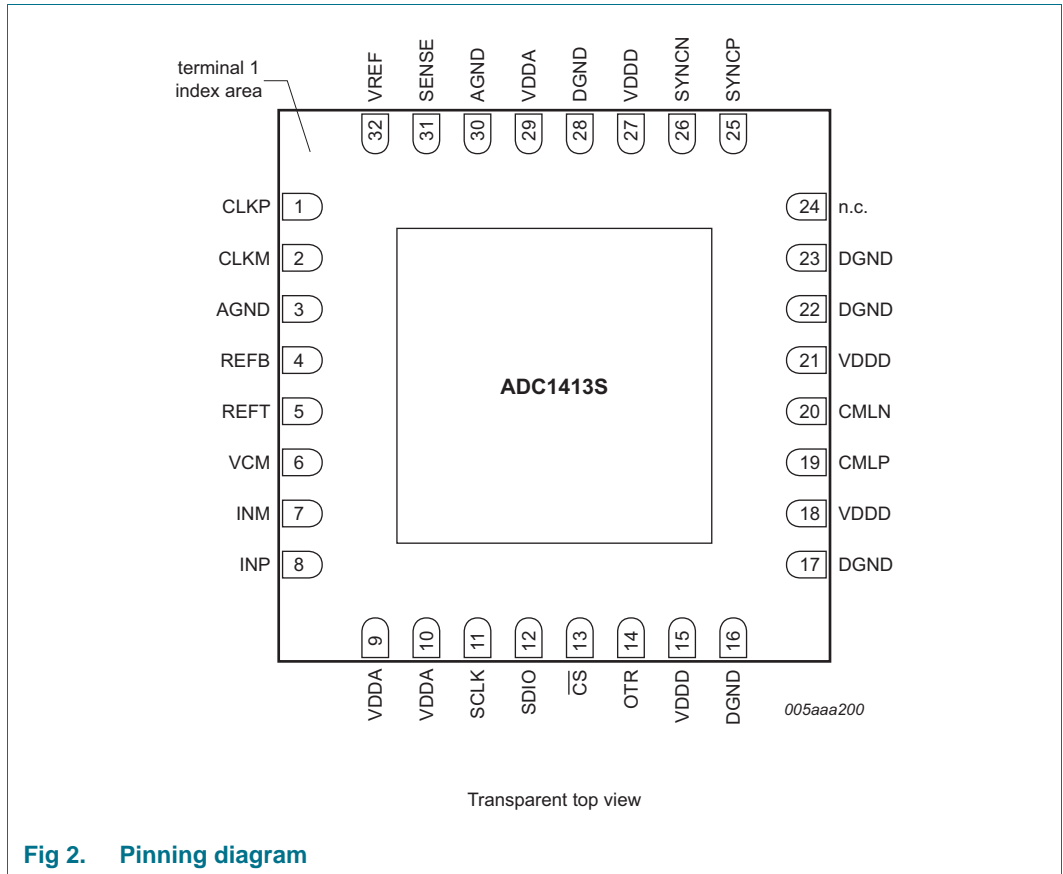 terminal 1
index area
VREF
SENSE
AGND
VDDA
DGND
VDDD
SYNCN
SYNCP
32
31
30
29
28
27
26
25
CLKP 1
CLKM 2
AGND 3
REFB 4
REFT 5
VCM 6
INM 7
INP 8
24 n.c.
23 DGND
22 DGND
21 VDDD
20 CMLN
19 CMLP
18 VDDD
17 DGND
ADC1413S
9
10
11
12
13
14
15
16
VDDA
VDDA
SCLK
SDIO
CS
OTR
VDDD
DGND
005aaa200
Transparent top view
Fig 2. Pinning diagram